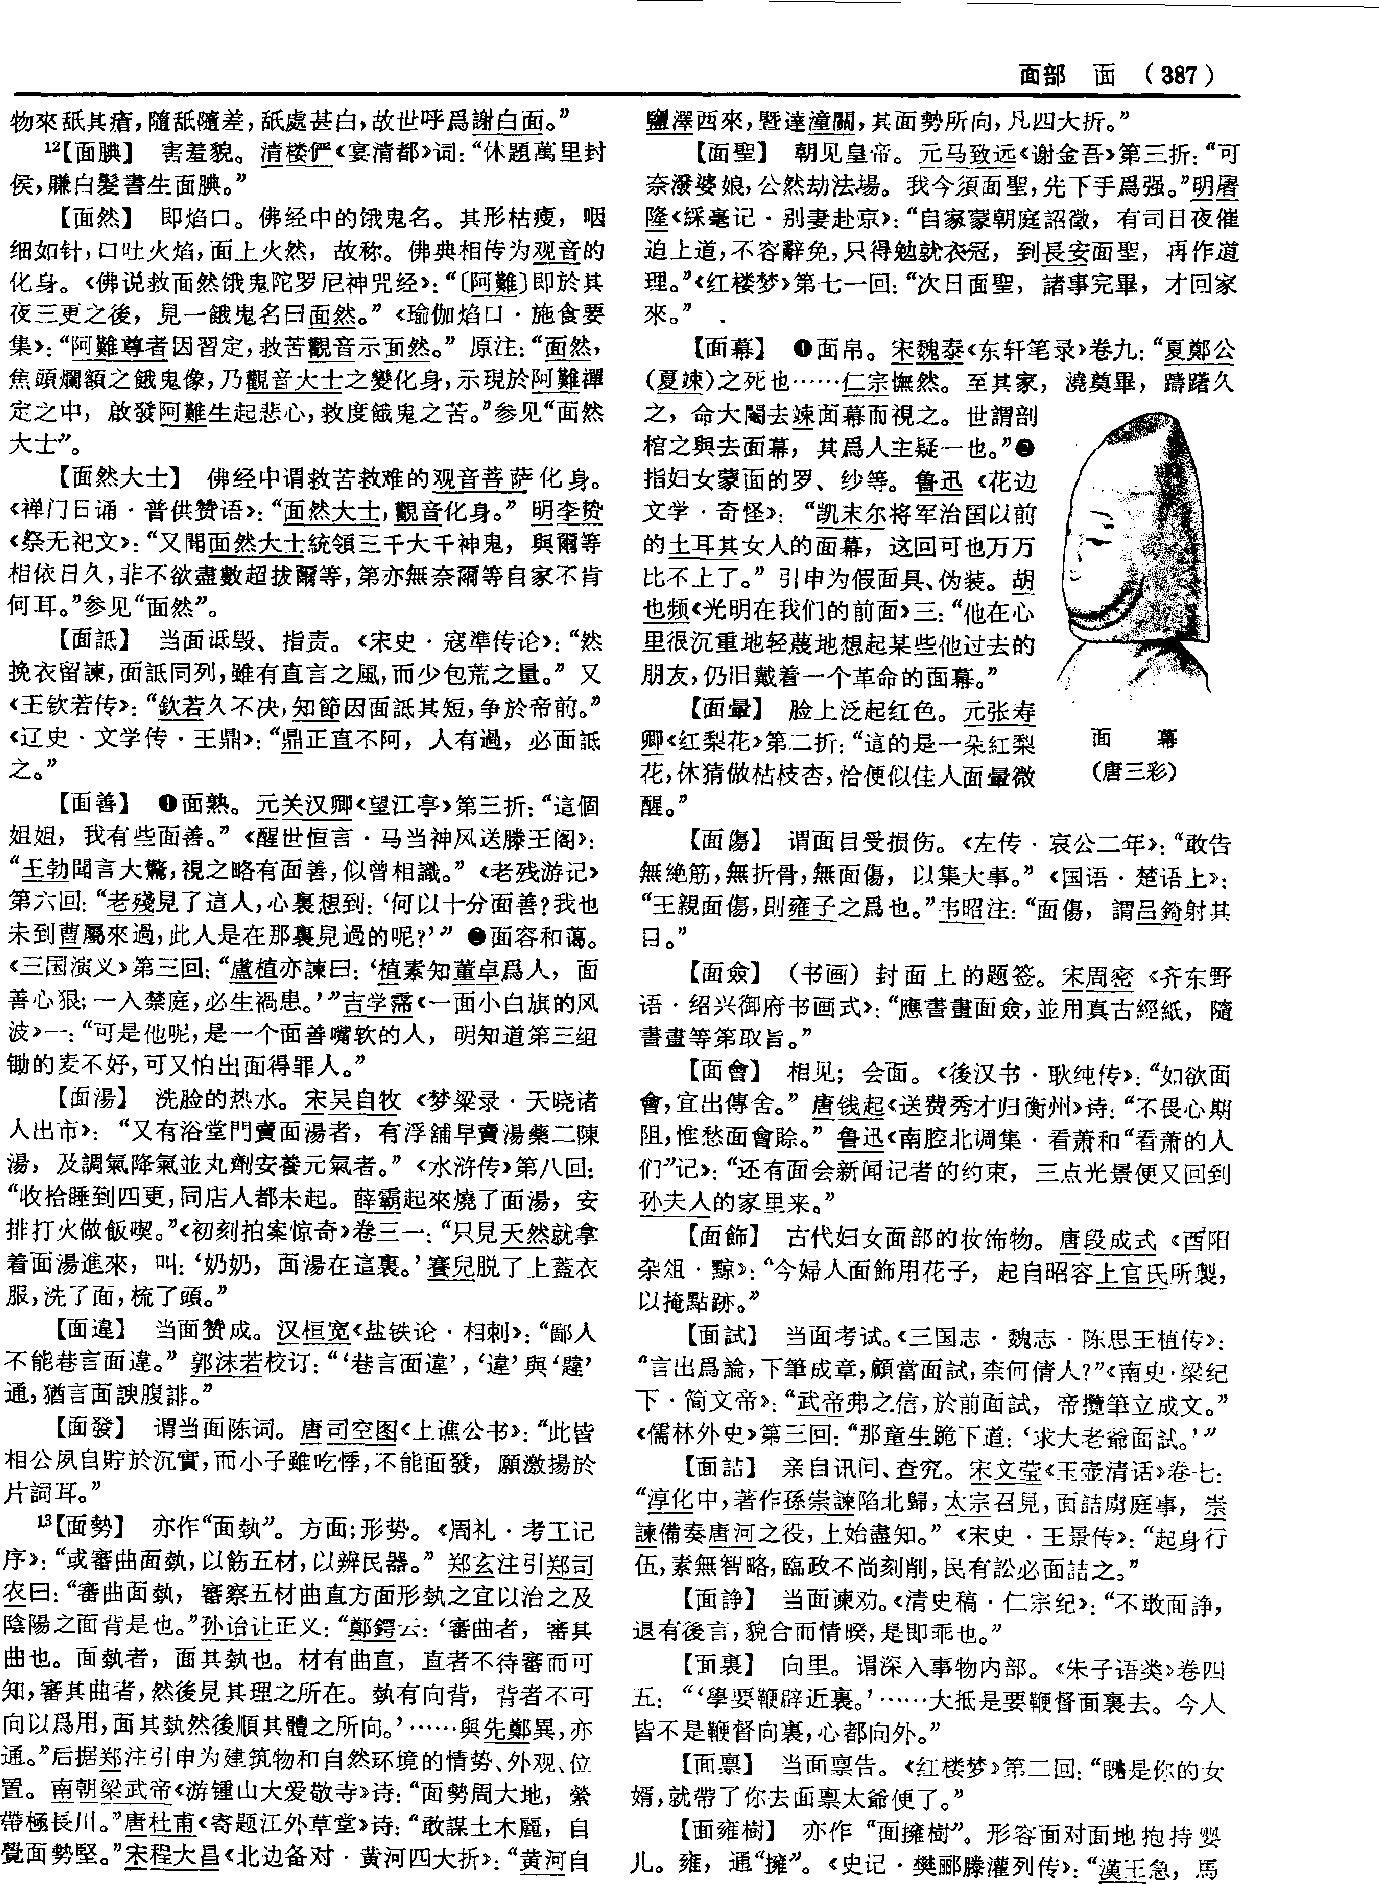 面部　面　（387）
物來舐其瘡，隨舐隨差，舐處甚白，故世呼爲謝白面。”
12【面腆】　害羞貌。清楼俨《宴清都》词：“休題萬里封
侯，賺白髮書生面腆。”
【面然】　即焰口。佛经中的饿鬼名。其形枯瘦，咽
细如针，口吐火焰，面上火然，故称。佛典相传为观音的
化身。《佛说救面然饿鬼陀罗尼神咒经》：“〔阿難〕即於其
夜三更之後，見一餓鬼名曰面然。”《瑜伽焰口·施食要
集》：“阿難尊者因習定，救苦觀音示面然。”原注：“面然，
焦頭爛額之餓鬼像，乃觀音大士之變化身，示現於阿難禪
定之中，啟發阿難生起悲心，救度餓鬼之苦。”参见“面然
大士”。
【面然大士】　佛经中谓救苦救难的观音菩萨化身。
《禅门日诵·普供赞语》：“面然大士，觀音化身。”明李贽
《祭无祀文》：“又聞面然大士統領三千大千神鬼，與爾等
相依日久，非不欲盡數超拔爾等，第亦無奈爾等自家不肯
何耳。”参见“面然”。
【面詆】　当面诋毁、指责。《宋史·寇準传论》：“然
挽衣留諫，面詆同列，雖有直言之風，而少包荒之量。”又
《王钦若传》：“欽若久不决，知節因面詆其短，争於帝前。”
《辽史·文学传·王鼎》：“鼎正直不阿，人有過，必面詆
之。”
【面善】　❶面熟。元关汉卿《望江亭》第三折：“這個
姐姐，我有些面善。”《醒世恒言·马当神风送滕王阁》：
“王勃聞言大驚，視之略有面善，似曾相識。”《老残游记》
第六回：“老殘見了這人，心裏想到：‘何以十分面善？我也
未到曹屬來過，此人是在那裏見過的呢？’”❷面容和蔼。
《三国演义》第三回：“盧植亦諫曰：‘植素知董卓爲人，面
善心狠；一入禁庭，必生禍患。’”吉学霈《一面小白旗的风
波》一：“可是他呢，是一个面善嘴软的人，明知道第三组
锄的麦不好，可又怕出面得罪人。”
【面湯】　洗脸的热水。宋吴自牧《梦粱录·天晓诸
人出市》：“又有浴堂門賣面湯者，有浮舖早賣湯藥二陳
湯，及調氣降氣並丸劑安養元氣者。”《水浒传》第八回：
“收拾睡到四更，同店人都未起。薛霸起來燒了面湯，安
排打火做飯喫。”《初刻拍案惊奇》卷三一：“只見天然就拿
着面湯進來，叫：‘奶奶，面湯在這裏。’賽兒脱了上蓋衣
服，洗了面，梳了頭。”
【面違】　当面赞成。汉桓宽《盐铁论·相刺》：“鄙人
不能巷言面違。”郭沫若校订：“‘巷言面違’，‘違’與‘韙’
通，猶言面諛腹誹。”
【面發】　谓当面陈词。唐司空图《上谯公书》：“此皆
相公夙自貯於沉實，而小子雖吃悸，不能面發，願激揚於
片詞耳。”
13【面勢】　亦作“面埶”。方面；形势。《周礼·考工记
序》：“或審曲面埶，以飭五材，以辨民器。”郑玄注引郑司
农曰：“審曲面埶，審察五材曲直方面形埶之宜以治之及
陰陽之面背是也。”孙诒让正义：“鄭鍔云：‘審曲者，審其
曲也。面埶者，面其埶也。材有曲直，直者不待審而可
知，審其曲者，然後見其理之所在。埶有向背，背者不可
向以爲用，面其埶然後順其體之所向。’……與先鄭異，亦
通。”后据郑注引申为建筑物和自然环境的情势、外观、位
置。南朝梁武帝《游锺山大爱敬寺》诗：“面勢周大地，縈
帶極長川。”唐杜甫《寄题江外草堂》诗：“敢謀土木麗，自
覺面勢堅。”宋程大昌《北边备对·黄河四大折》：“黄河自
鹽澤西來，暨達潼關，其面勢所向，凡四大折。”
【面聖】　朝见皇帝。元马致远《谢金吾》第三折：“可
奈潑婆娘，公然劫法場。我今須面聖，先下手爲强。”明屠
隆《綵毫记·别妻赴京》：“自家蒙朝庭詔徵，有司日夜催
迫上道，不容辭免，只得勉就衣冠，到長安面聖，再作道
理。”《红楼梦》第七一回：“次日面聖，諸事完畢，才回家
來。”
【面幕】　❶面帛。宋魏泰《东轩笔录》卷九：“夏鄭公
（夏竦）之死也……仁宗憮然。至其家，澆奠畢，躊躇久
之，命大閹去竦面幕而視之。世謂剖
棺之與去面幕，其爲人主疑一也。”❷
指妇女蒙面的罗、纱等。鲁迅《花边
文学·奇怪》：“凯末尔将军治国以前
的土耳其女人的面幕，这回可也万万
比不上了。”引申为假面具、伪装。胡
也频《光明在我们的前面》三：“他在心
里很沉重地轻蔑地想起某些他过去的
朋友，仍旧戴着一个革命的面幕。”
【面暈】　脸上泛起红色。元张寿
卿《红梨花》第二折：“這的是一朵紅梨
花，休猜做枯枝杏，恰便似佳人面暈微
醒。”
面　幕
（唐三彩）
【面傷】　谓面目受损伤。《左传·哀公二年》：“敢告
無絶筋，無折骨，無面傷，以集大事。”《国语·楚语上》：
“王親面傷，則雍子之爲也。”韦昭注：“面傷，謂吕錡射其
目。”
【面僉】　（书画）封面上的题签。宋周密《齐东野
语·绍兴御府书画式》：“應書畫面僉，並用真古經紙，隨
書畫等第取旨。”
【面會】　相见；会面。《後汉书·耿纯传》：“如欲面
會，宜出傳舍。”唐钱起《送费秀才归衡州》诗：“不畏心期
阻，惟愁面會賒。”鲁迅《南腔北调集·看萧和“看萧的人
们”记》：“还有面会新闻记者的约束，三点光景便又回到
孙夫人的家里来。”
【面飾】　古代妇女面部的妆饰物。唐段成式《酉阳
杂俎·黥》：“今婦人面飾用花子，起自昭容上官氏所製，
以掩點跡。”
【面試】　当面考试。《三国志·魏志·陈思王植传》：
“言出爲論，下筆成章，顧當面試，柰何倩人？”《南史·梁纪
下·简文帝》：“武帝弗之信，於前面試，帝攬筆立成文。”
《儒林外史》第三回：“那童生跪下道：‘求大老爺面試。’”
【面詰】　亲自讯问、查究。宋文莹《玉壶清话》卷七：
“淳化中，著作孫崇諫陷北歸，太宗召見，面詰虜庭事，崇
諫備奏唐河之役，上始盡知。”《宋史·王景传》：“起身行
伍，素無智略，臨政不尚刻削，民有訟必面詰之。”
【面諍】　当面谏劝。《清史稿·仁宗纪》：“不敢面諍，
退有後言，貌合而情暌，是即乖也。”
【面裏】　向里。谓深入事物内部。《朱子语类》卷四
五：“‘學要鞭辟近裏。’……大抵是要鞭督面裏去。今人
皆不是鞭督向裏，心都向外。”
【面禀】　当面禀告。《红楼梦》第二回：“雖是你的女
婿，就帶了你去面禀太爺便了。”
【面雍樹】　亦作“面擁樹”。形容面对面地抱持婴
儿。雍，通“擁”。《史记·樊郦滕灌列传》：“漢王急，馬